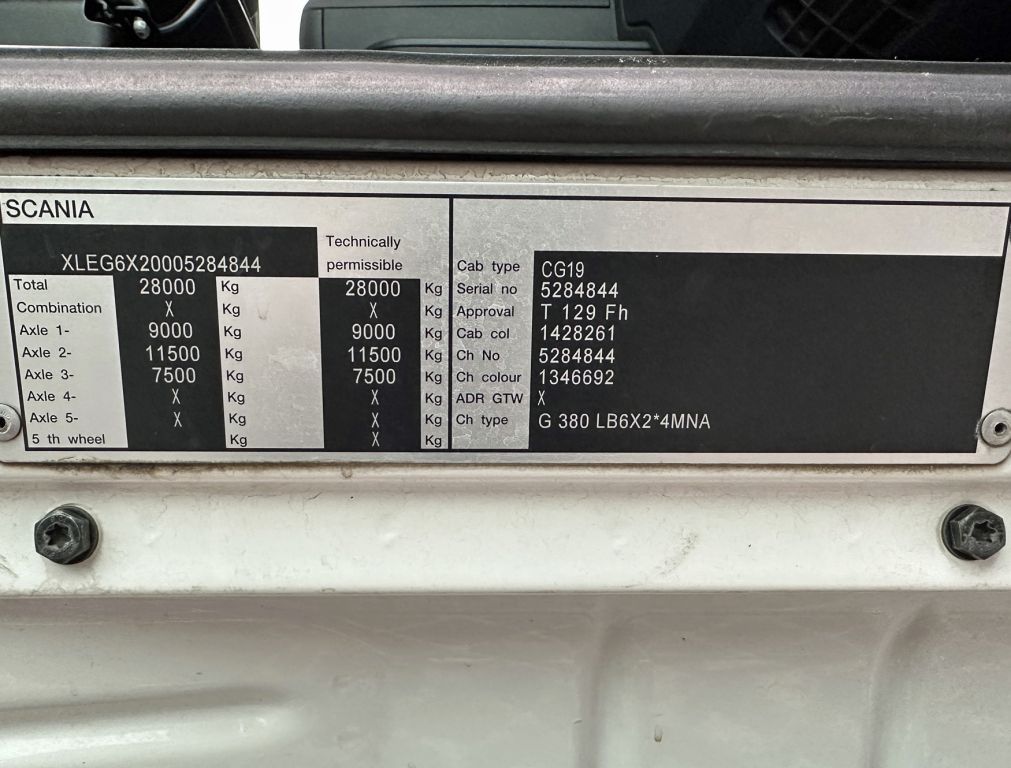 SCANIA
XLEG6X20005284844
Technically
permissible
Total 28000 Kg 28000 Kg
Combination X Kg X Kg
Axle 1- 9000 Kg 9000 Kg
Axle 2- 11500 Kg 11500 Kg
Axle 3- 7500 Kg 7500 Kg
Axle 4- X Kg X Kg
Axle 5- X Kg X Kg
5 th wheel Kg X Kg
Cab type CG19
Serial no 5284844
Approval T 129 Fh
Cab col 1428261
Ch No 5284844
Ch colour 1346692
ADR GTW X
Ch type G 380 LB6X2*4MNA